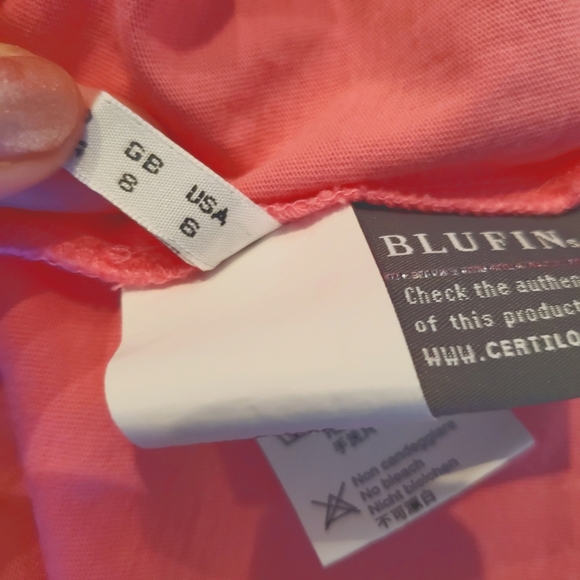 GB USA
8 6
BLUFIN
Check the authen
of this product
WWW.CERTILO
Non candeggiare
No bleach
Nicht bleichen
不可漂白